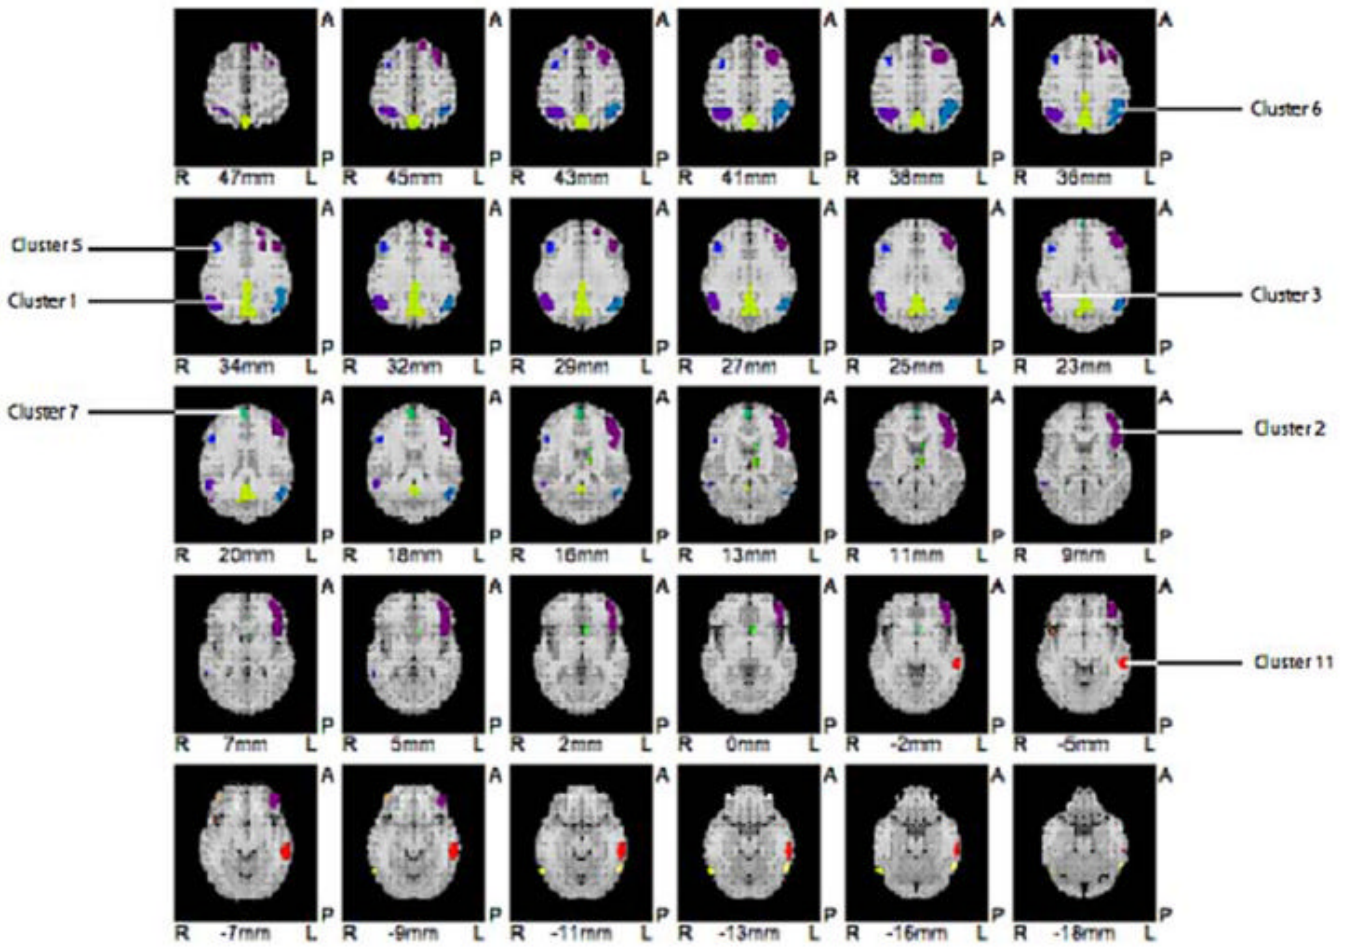 A A A A A A
Cluster 6
P P P P P P
R 47mm L R 45mm L R 43mm L R 41mm L R 38mm L R 36mm L
A A A A A A
Cluster 5
Cluster 1
Cluster 3
P P P P P P
R 34mm L R 32mm L R 29mm L R 27mm L R 25mm L R 23mm L
A A A A A A
Cluster 7
Cluster 2
P P P P P P
R 20mm L R 18mm L R 16mm L R 13mm L R 11mm L R 9mm L
A A A A A A
Cluster 11
P P P P P P
R 7mm L R 5mm L R 2mm L R 0mm L R -2mm L R -5mm L
A A A A A A
P P P P P P
R -7mm L R -9mm L R -11mm L R -13mm L R -16mm L R -18mm L